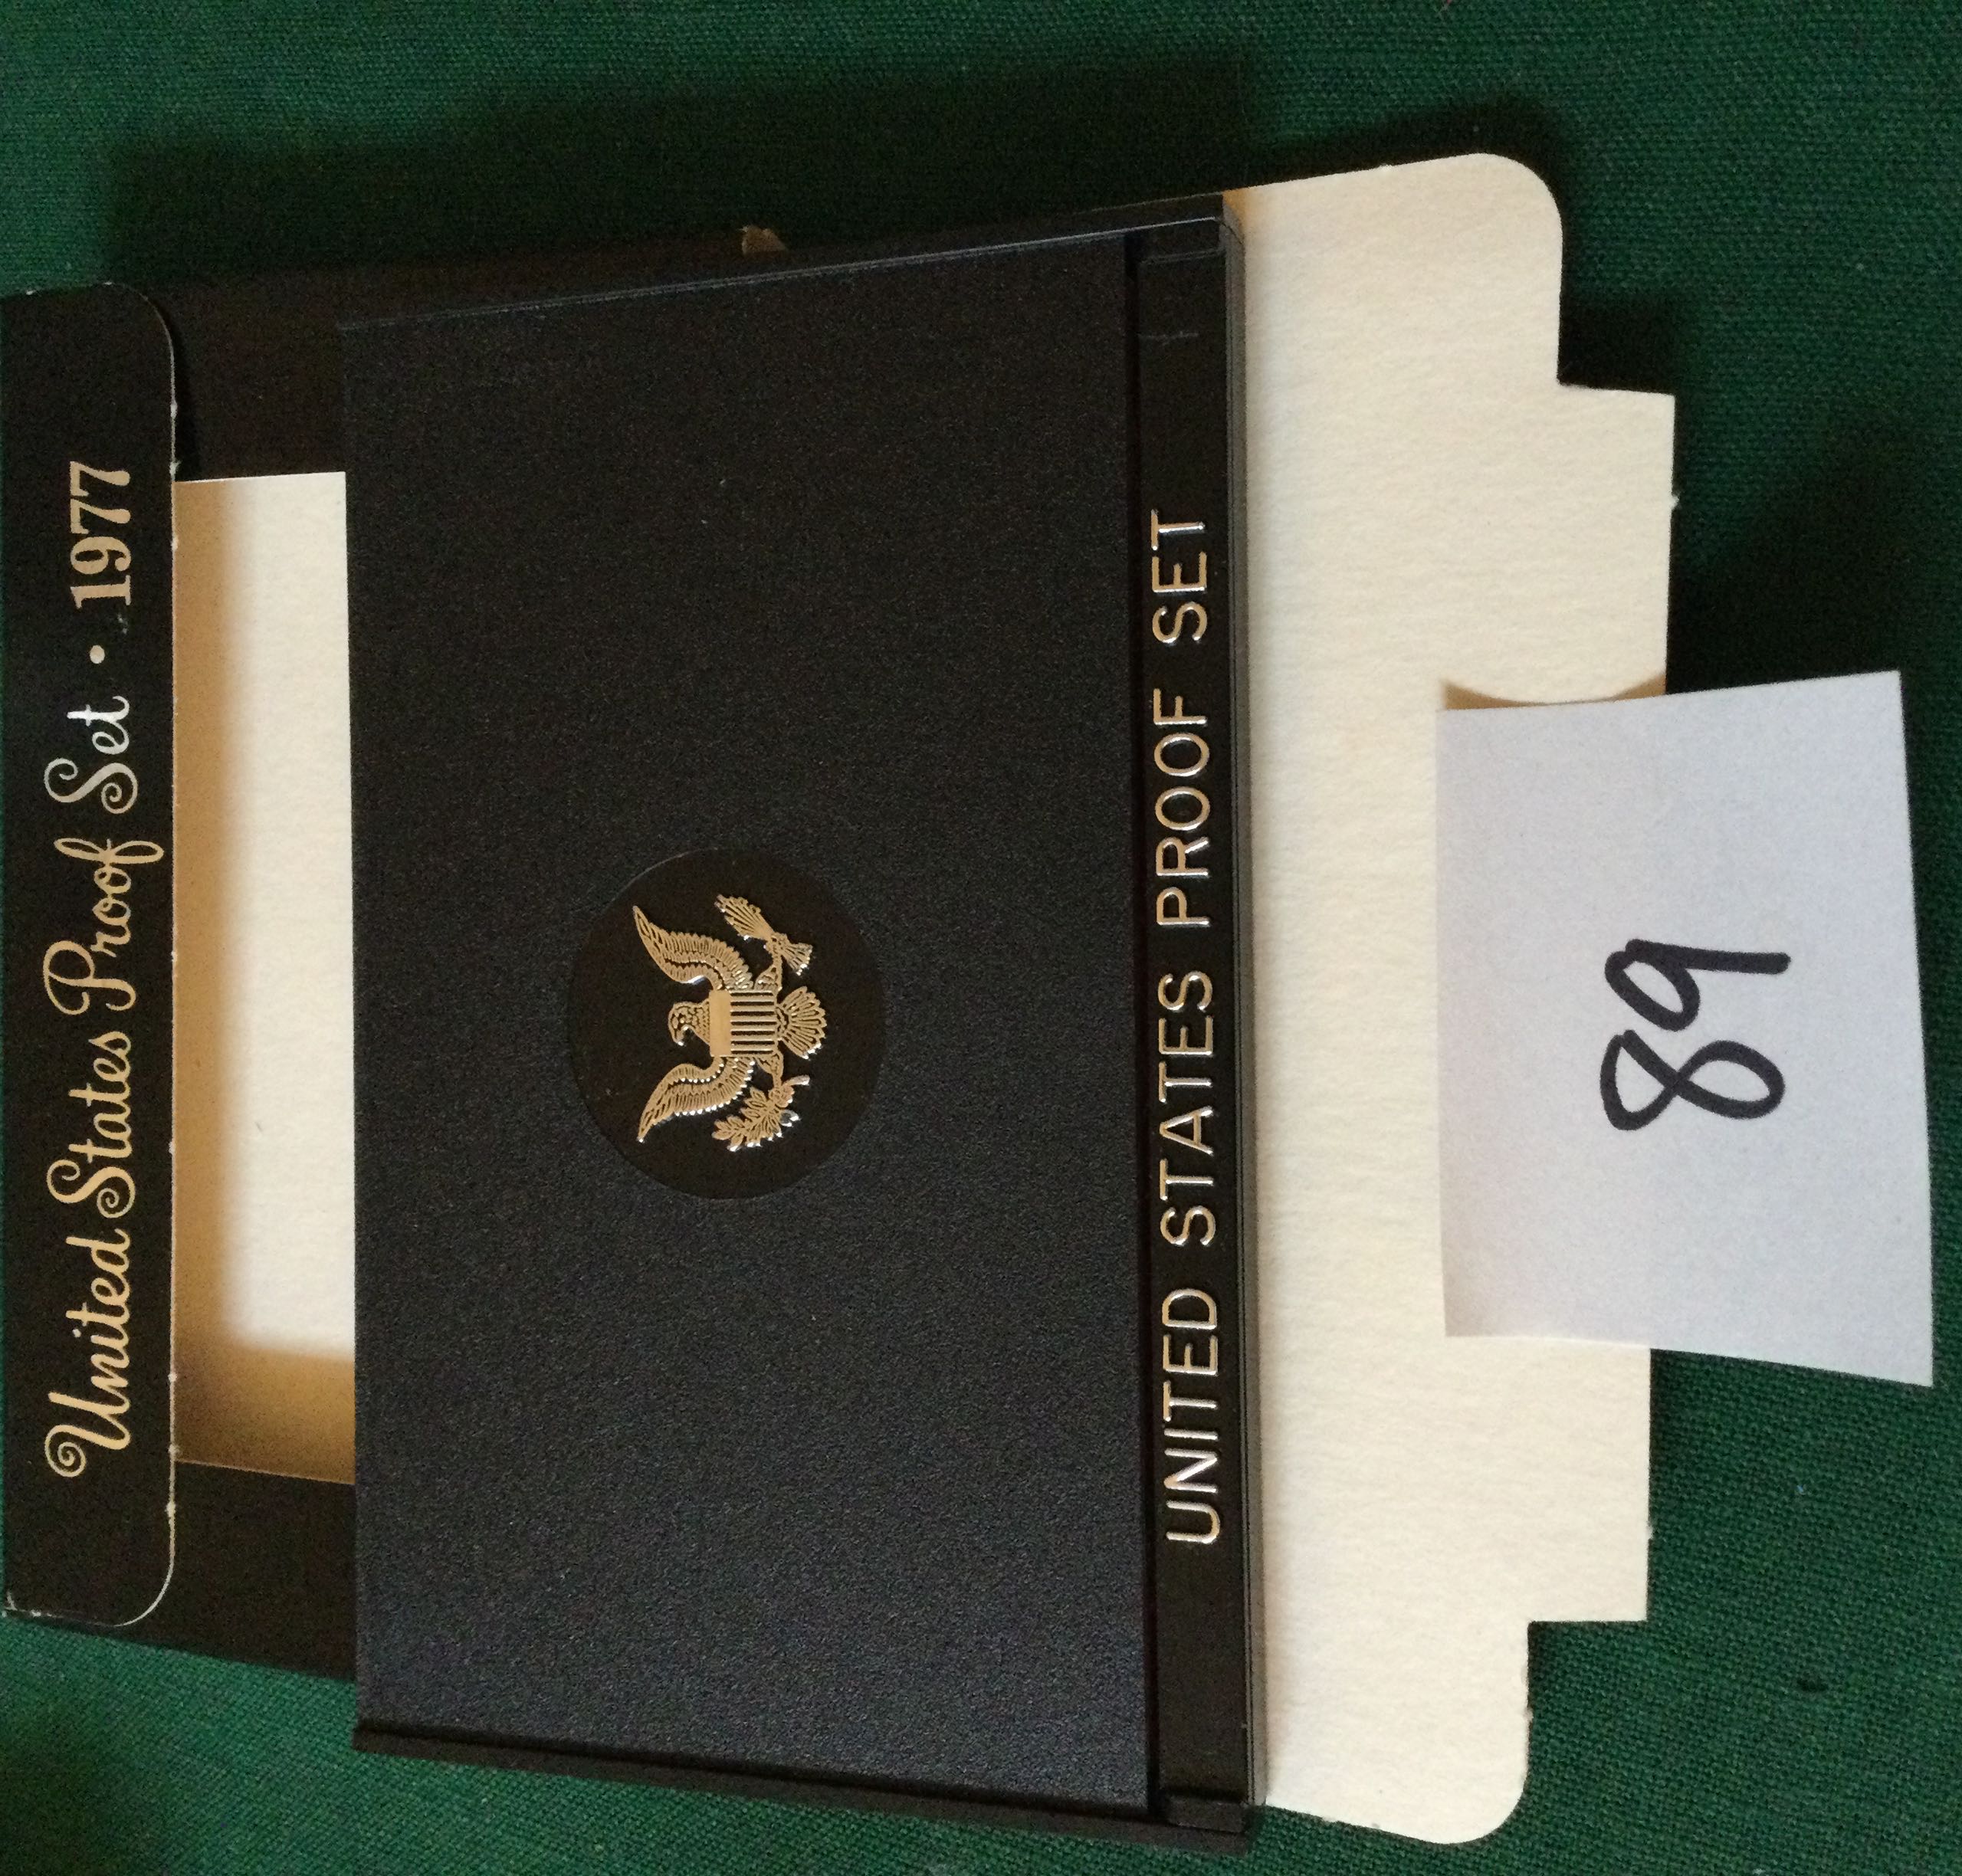 United States Proof Set • 1977
UNITED STATES PROOF SET
89